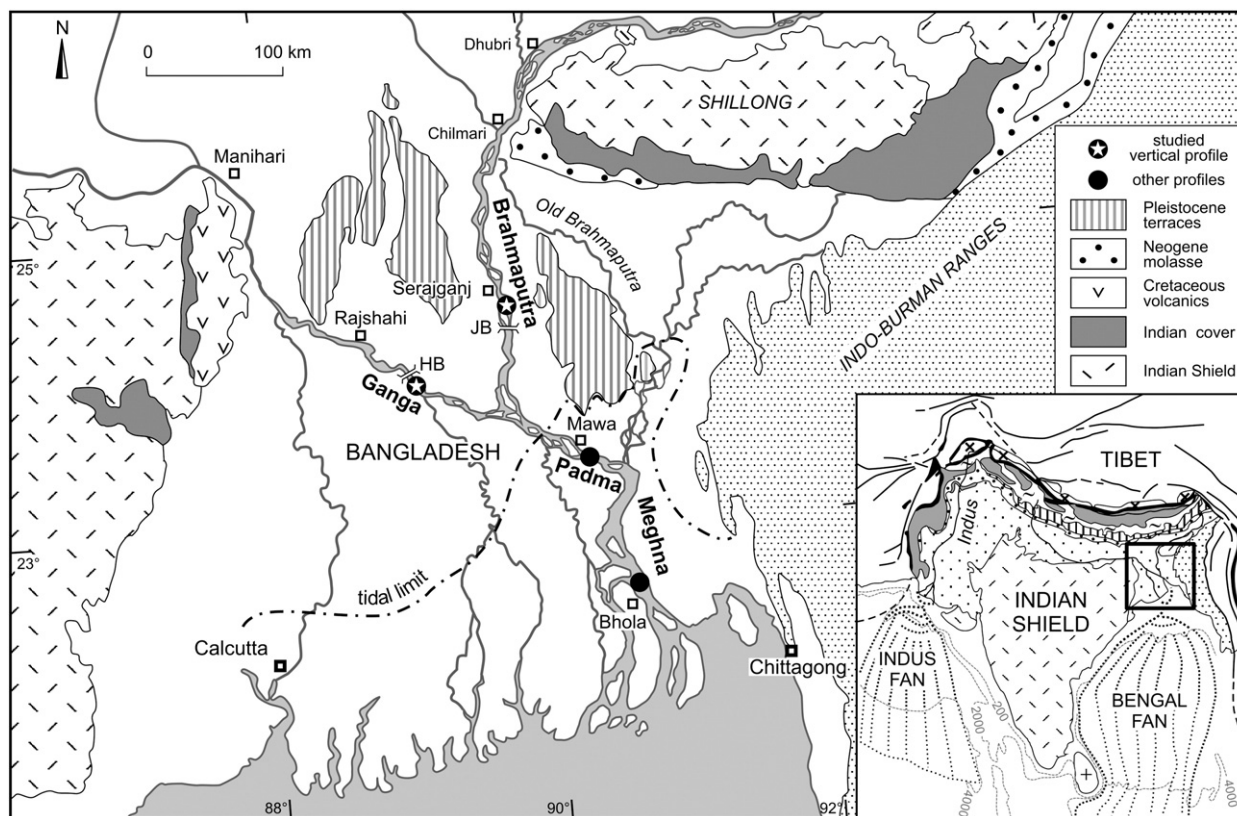 N
0 100 km
Dhubri
SHILLONG
Chilmari
Manihari
Old Brahmaputra
Brahmaputra
INDO-BURMAN RANGES
25°
Serajganj
JB
Rajshahi
HB
Ganga
BANGLADESH
Mawa
Padma
Meghna
23°
tidal limit
Bhola
Calcutta
Chittagong
88°
90°
92°
studied
vertical profile
other profiles
Pleistocene
terraces
Neogene
molasse
Cretaceous
volcanics
Indian cover
Indian Shield
TIBET
Indus
INDIAN
SHIELD
INDUS
FAN
BENGAL
FAN
200
2000
4000
4000